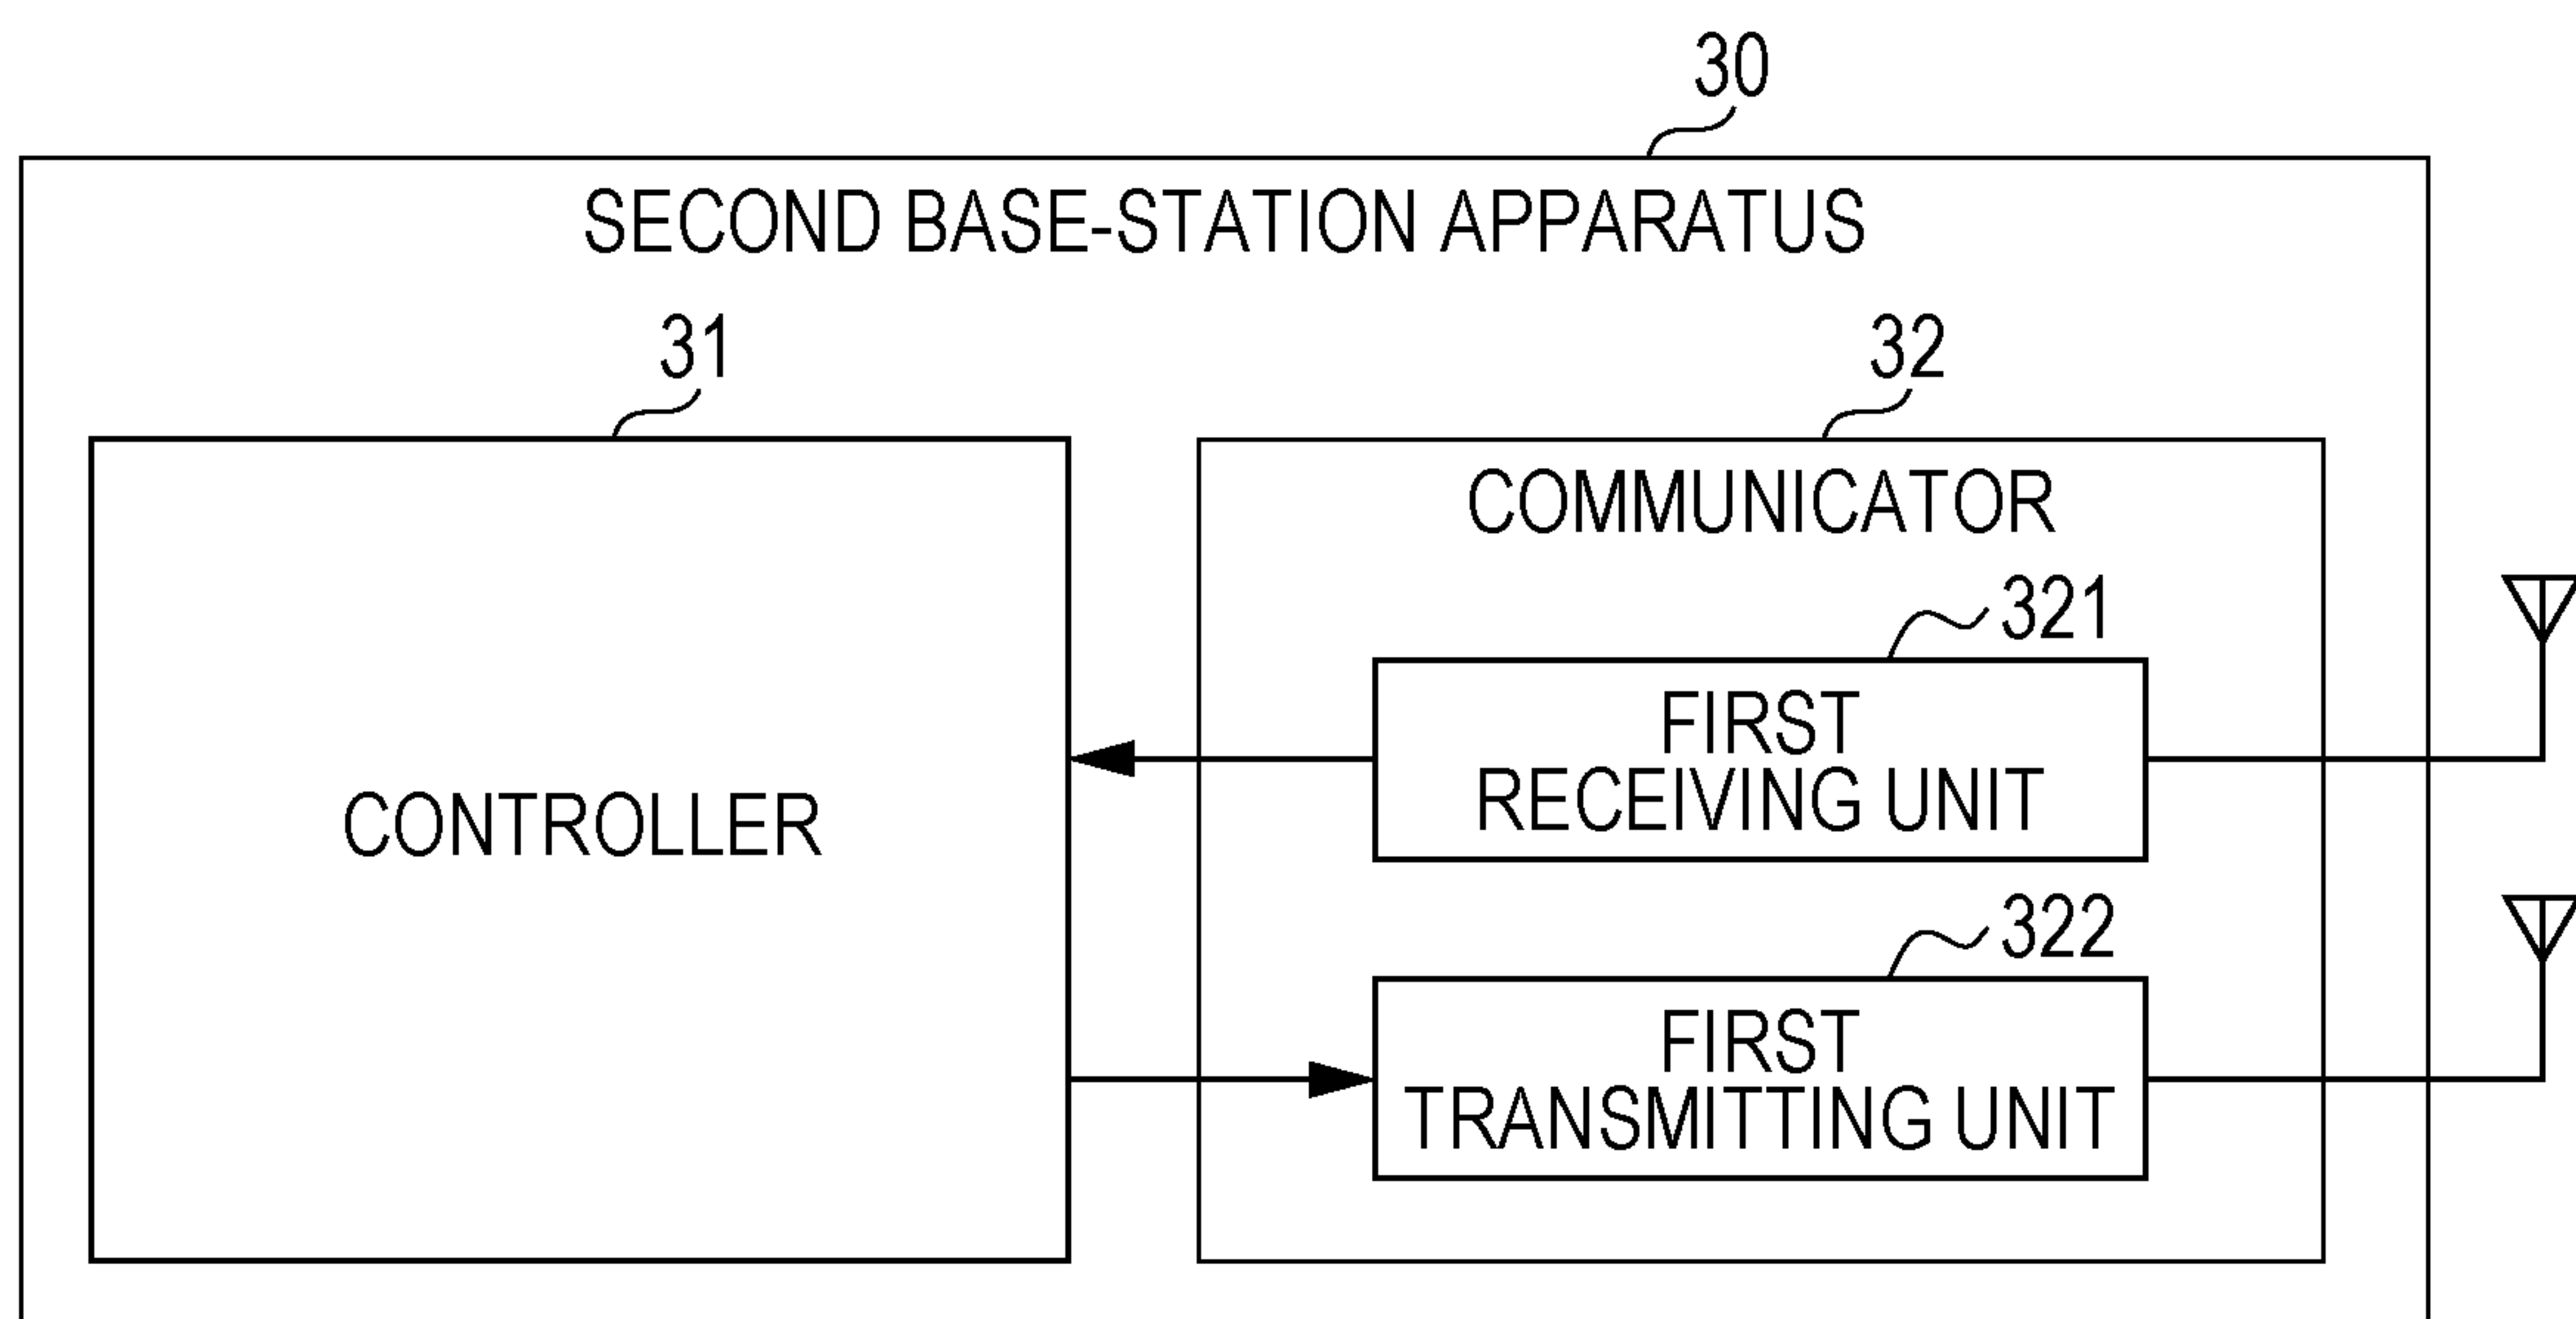 30
SECOND BASE-STATION APPARATUS
31
32
COMMUNICATOR
321
FIRST
RECEIVING UNIT
CONTROLLER
322
FIRST
TRANSMITTING UNIT